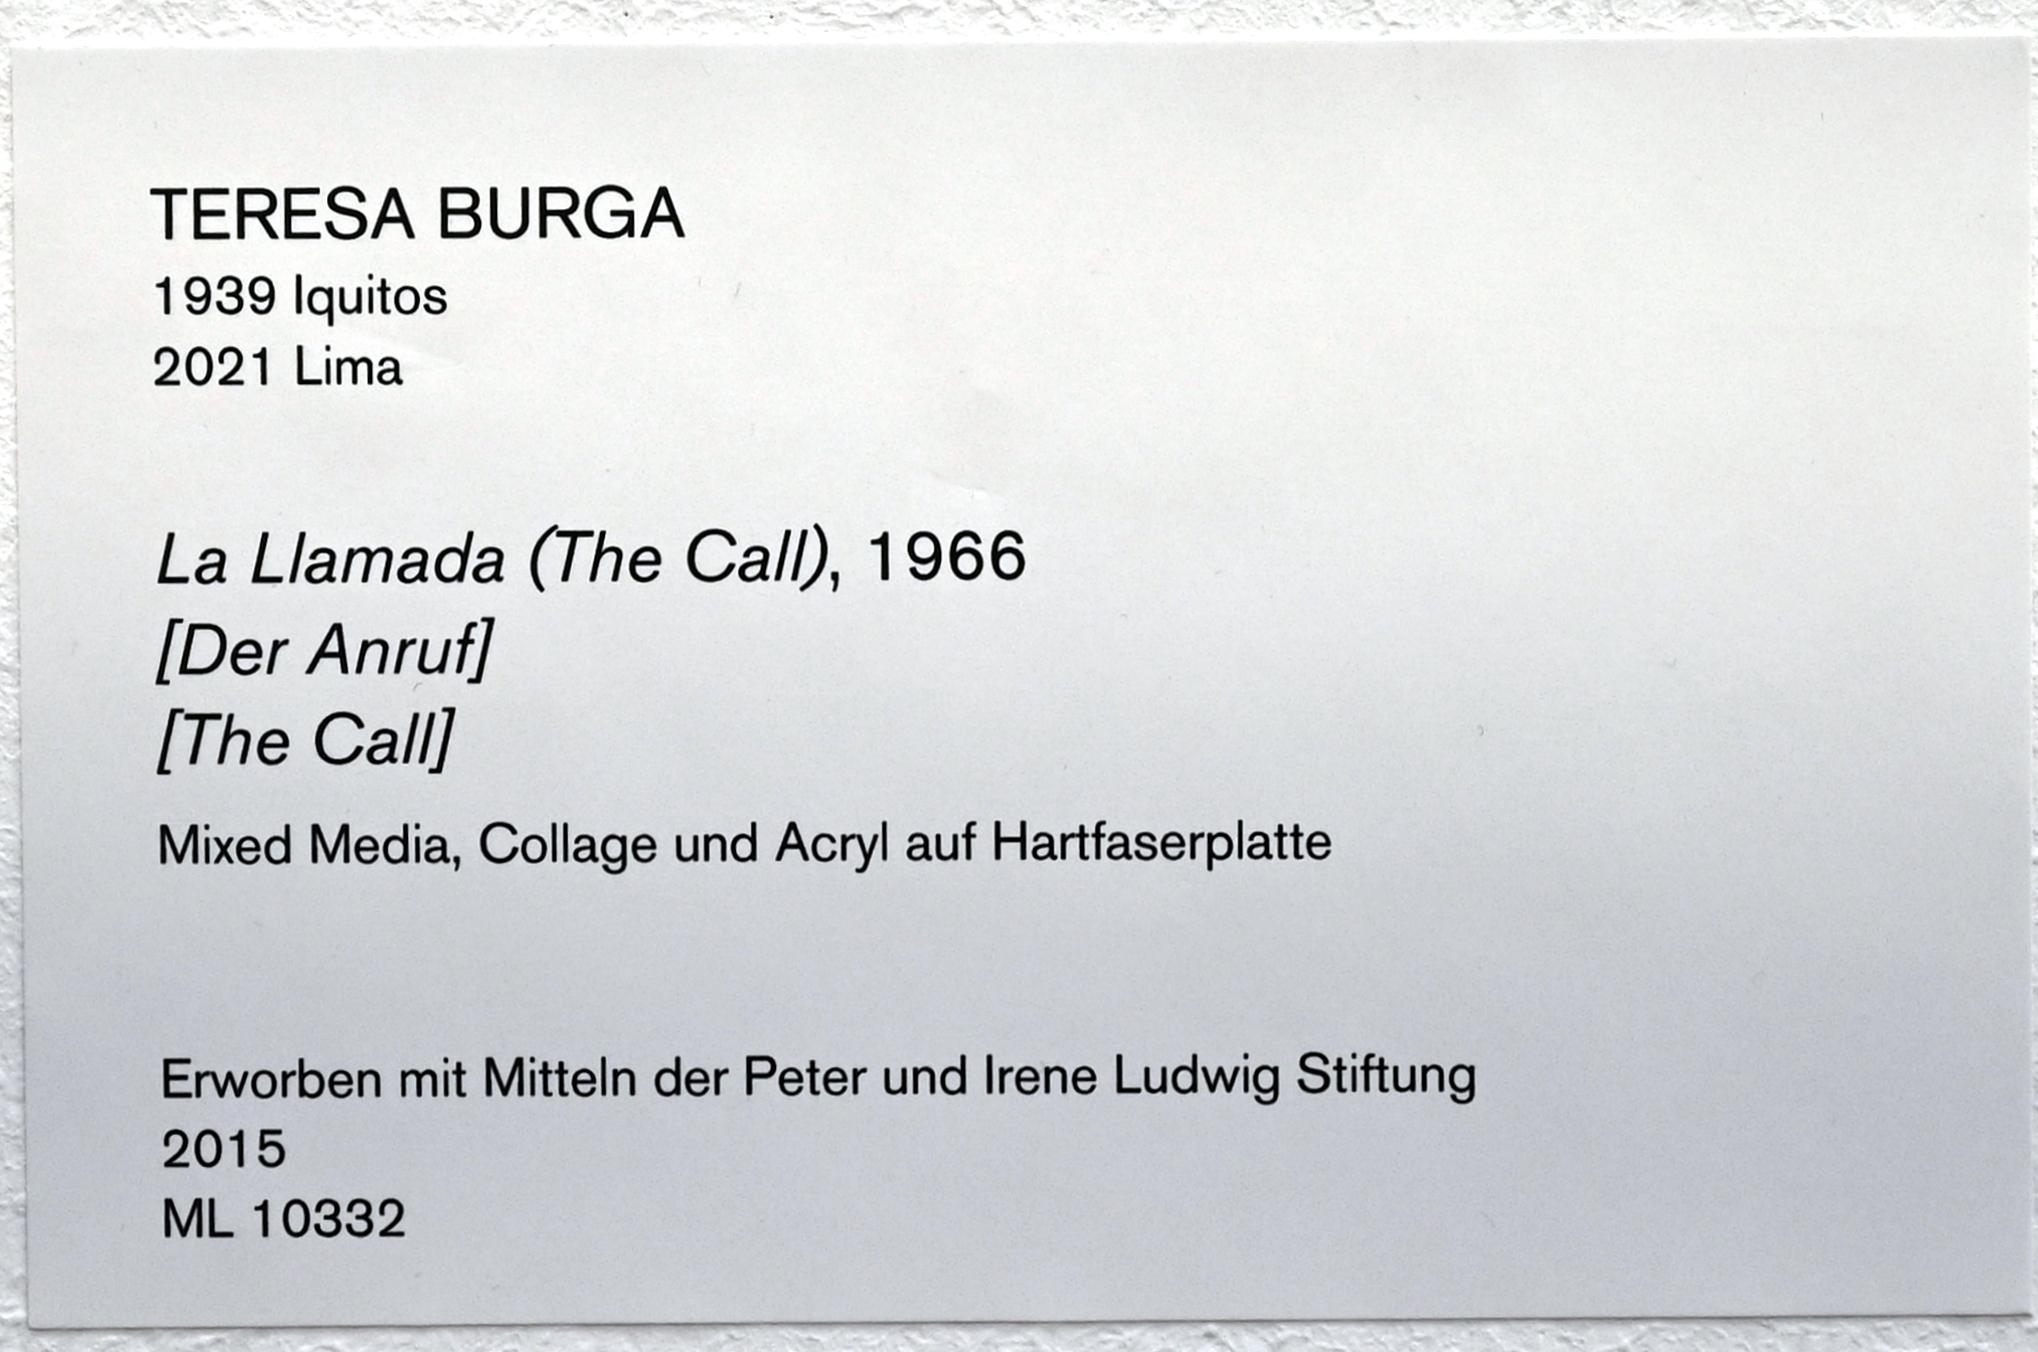 TERESA BURGA
1939 Iquitos
2021 Lima
La Llamada (The Call), 1966
[Der Anruf]
[The Call]
Mixed Media, Collage und Acryl auf Hartfaserplatte
Erworben mit Mitteln der Peter und Irene Ludwig Stiftung
2015
ML 10332